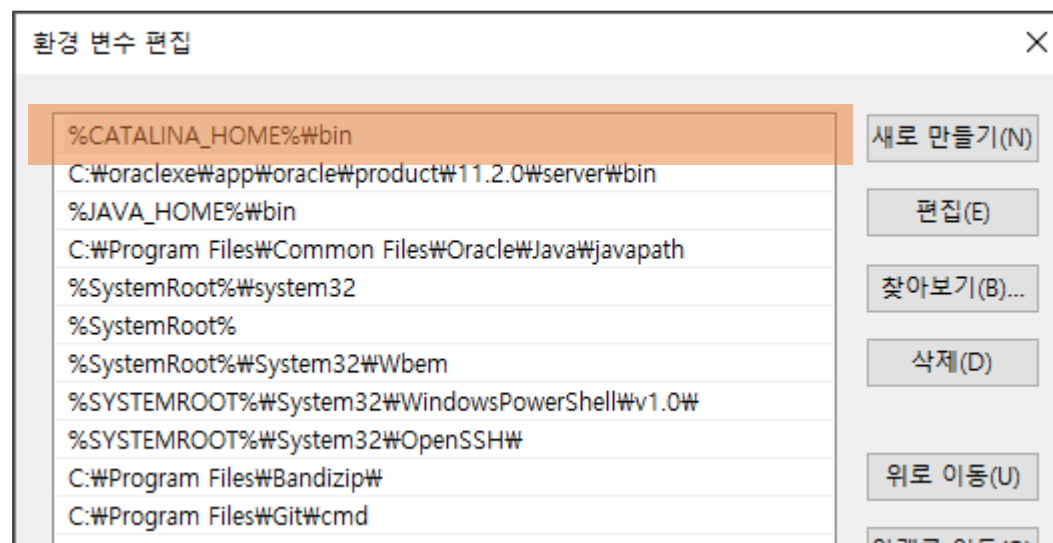 환경 변수 편집
%CATALINA_HOME%₩bin
새로 만들기(N)
C:₩oraclexe₩app₩oracle₩product₩11.2.0₩server₩bin
%JAVA_HOME%₩bin
편집(E)
C:₩Program Files₩Common Files₩Oracle₩Java₩javapath
%SystemRoot%₩system32
찾아보기(B)...
%SystemRoot%
%SystemRoot%₩System32₩Wbem
삭제(D)
%SYSTEMROOT%₩System32₩WindowsPowerShell₩v1.0₩
%SYSTEMROOT%₩System32₩OpenSSH₩
C:₩Program Files₩Bandizip₩
위로 이동(U)
C:₩Program Files₩Git₩cmd